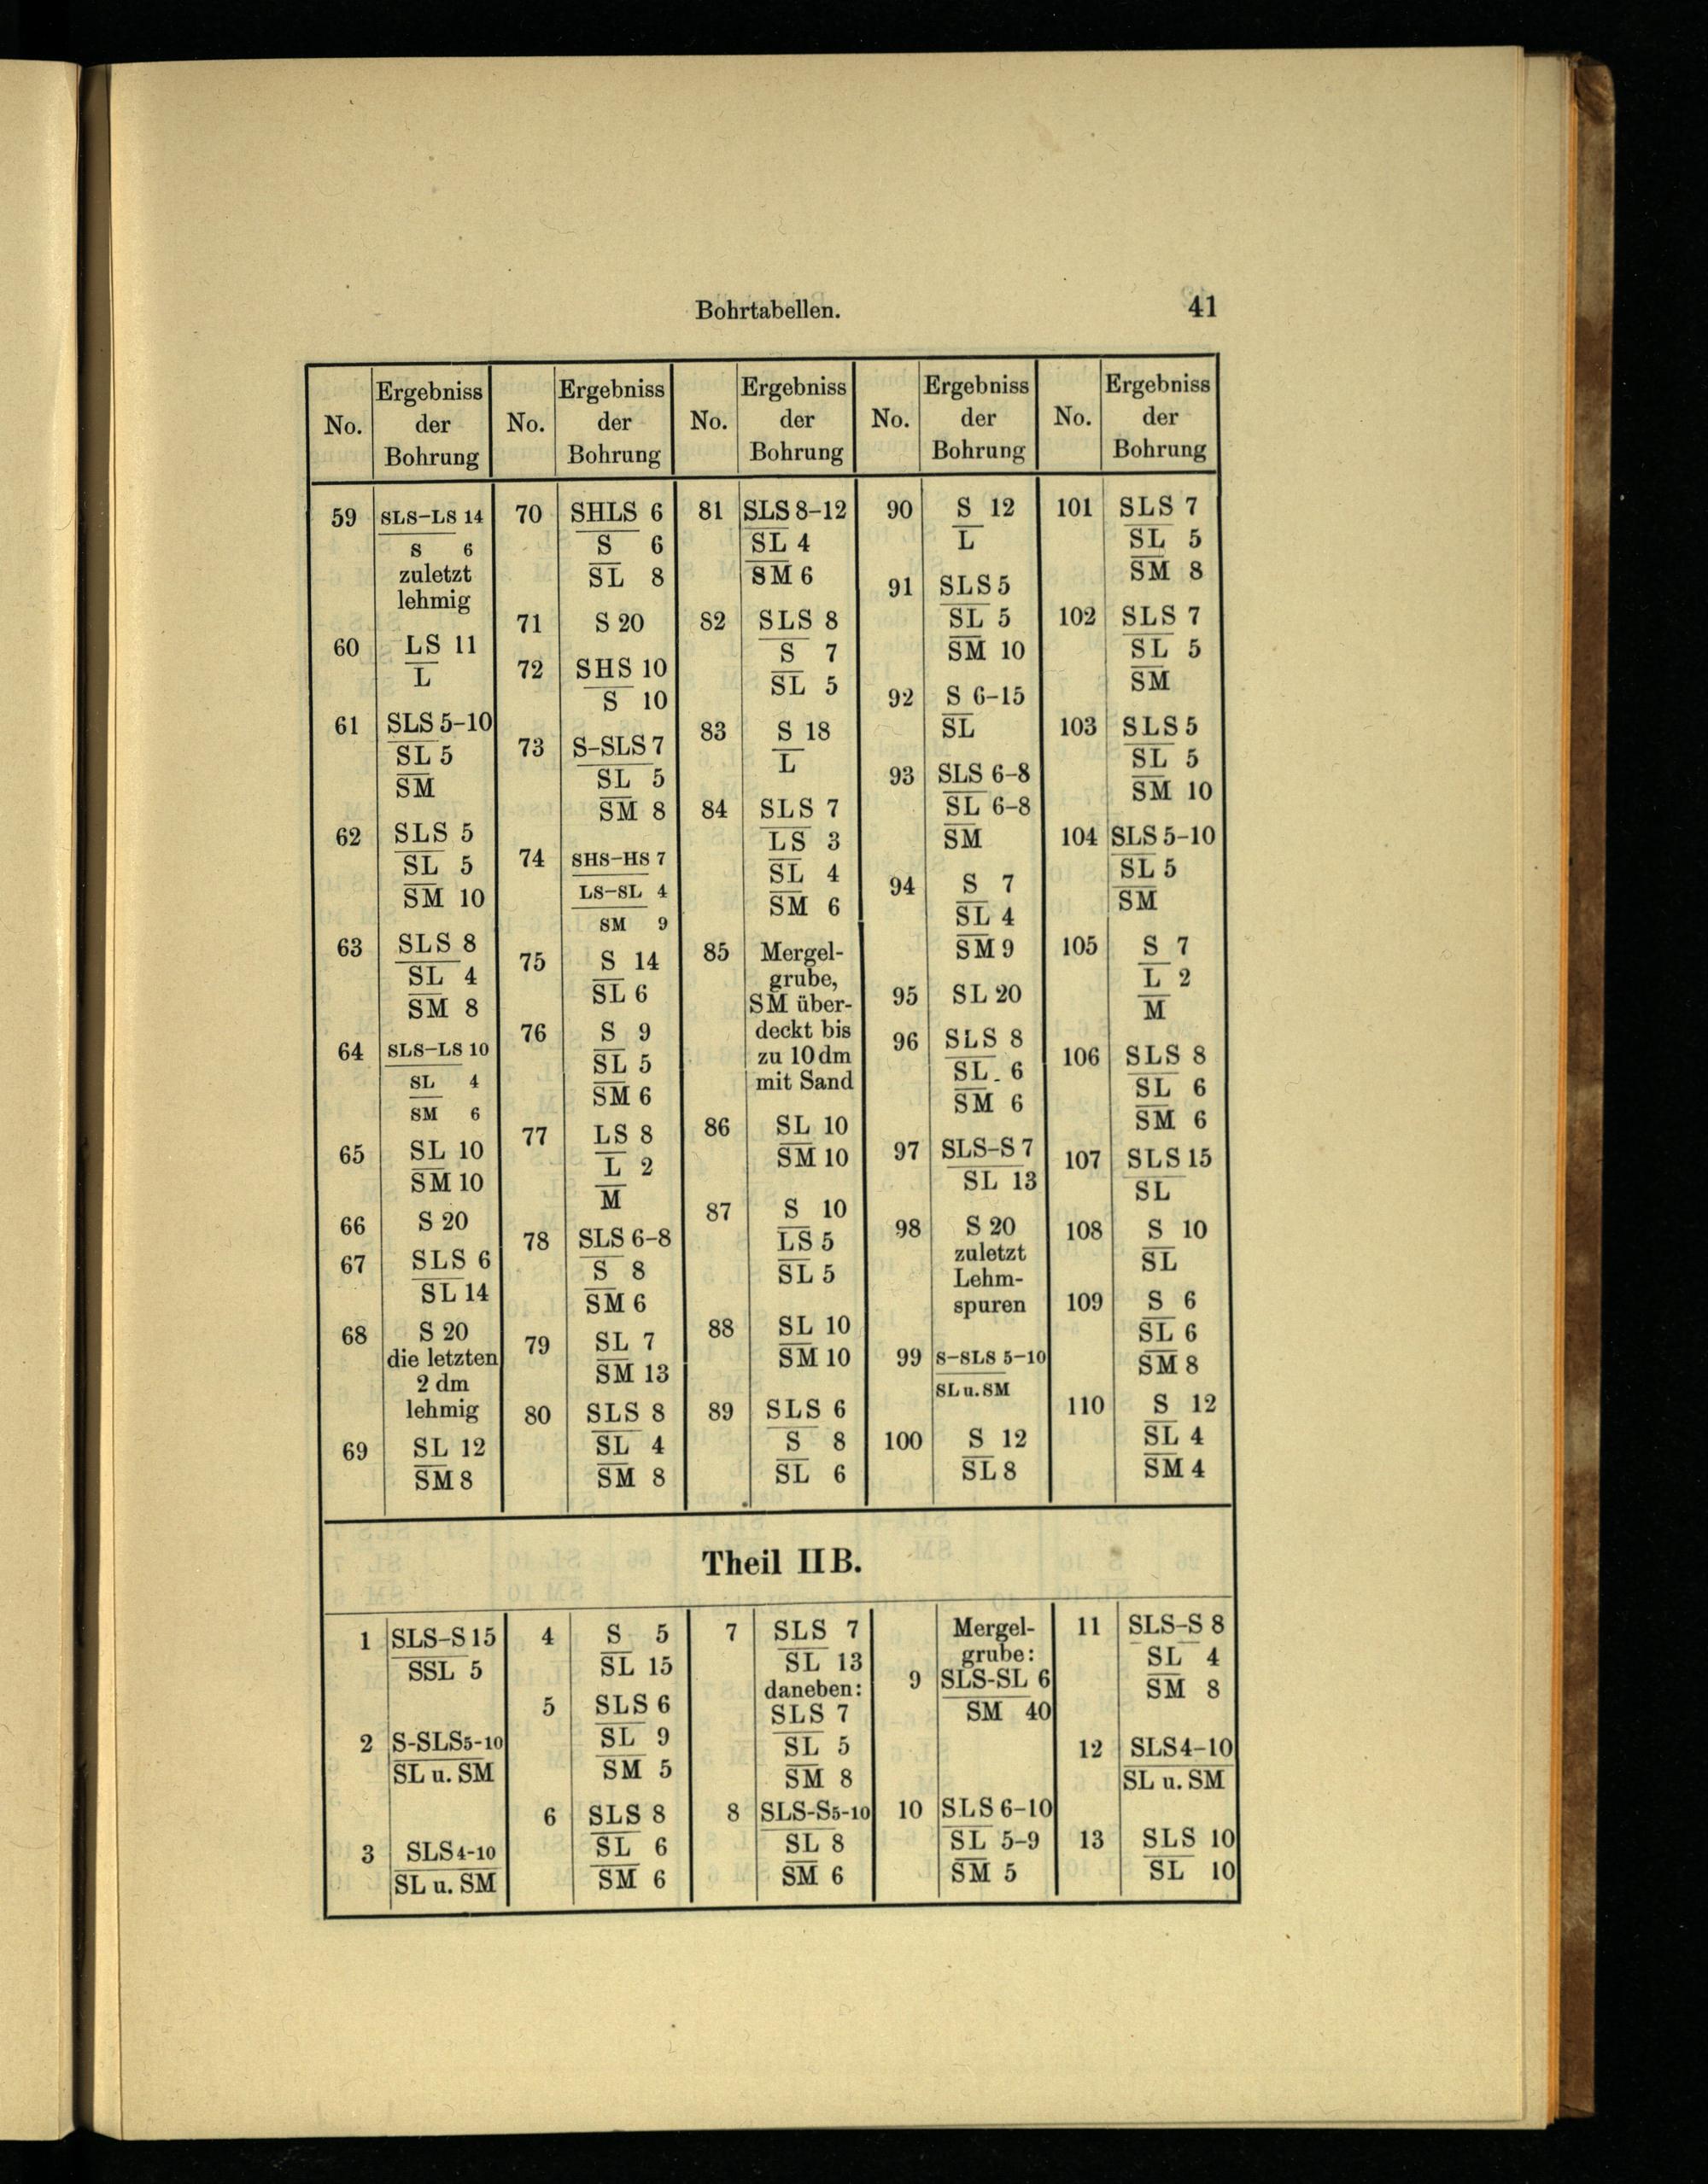 Bohrtabellen.
41
No.
Ergebniss
der
Bohrung
No.
Ergebniss
der
Bohrung
No.
Ergebniss
der
Bohrung
No.
Ergebniss
der
Bohrung
No.
Ergebniss
der
Bohrung
59 SLS-LS 14
S 6
zuletzt
lehmig
60 LS 11
L
61 SLS 5-10
SL 5
SM
62 SLS 5
SL 5
SM 10
63 SLS 8
SL 4
SM 8
64 SLS-LS 10
SL 4
SM 6
65 SL 10
SM 10
66 S 20
67 SLS 6
SL 14
68 S 20
die letzten
2 dm
lehmig
69 SL 12
SM 8
70 SHLS 6
S 6
SL 8
71 S 20
72 SHS 10
S 10
73 S-SLS 7
SL 5
SM 8
74 SHS-HS 7
LS-SL 4
SM 9
75 S 14
SL 6
76 S 9
SL 5
SM 6
77 LS 8
L 2
M
78 SLS 6-8
S 8
SM 6
79 SL 7
SM 13
80 SLS 8
SL 4
SM 8
81 SLS 8-12
SL 4
SM 6
82 SLS 8
S 7
SL 5
83 S 18
L
84 SLS 7
LS 3
SL 4
SM 6
85 Mergel-
grube,
SM über-
deckt bis
zu 10 dm
mit Sand
86 SL 10
SM 10
87 S 10
LS 5
SL 5
88 SL 10
SM 10
89 SLS 6
S 8
SL 6
90 S 12
L
91 SLS 5
SL 5
SM 10
92 S 6-15
SL
93 SLS 6-8
SL 6-8
SM
94 S 7
SL 4
SM 9
95 SL 20
96 SLS 8
SL 6
SM 6
97 SLS-S 7
SL 13
98 S 20
zuletzt
Lehm-
spuren
99 S-SLS 5-10
SL u. SM
100 S 12
SL 8
101 SLS 7
SL 5
SM 8
102 SLS 7
SL 5
SM
103 SLS 5
SL 5
SM 10
104 SLS 5-10
SL 5
SM
105 S 7
L 2
M
106 SLS 8
SL 6
SM 6
107 SLS 15
SL
108 S 10
SL
109 S 6
SL 6
SM 8
110 S 12
SL 4
SM 4
Theil II B.
1 SLS-S 15
SSL 5
2 S-SLS 5-10
SL u. SM
3 SLS 4-10
SL u. SM
4 S 5
SL 15
5 SLS 6
SL 9
SM 5
6 SLS 8
SL 6
SM 6
7 SLS 7
SL 13
daneben:
SLS 7
SL 5
SM 8
8 SLS-S 5-10
SL 8
SM 6
Mergel-
grube:
9 SLS-SL 6
SM 40
10 SLS 6-10
SL 5-9
SM 5
11 SLS-S 8
SL 4
SM 8
12 SLS 4-10
SL u. SM
13 SLS 10
SL 10